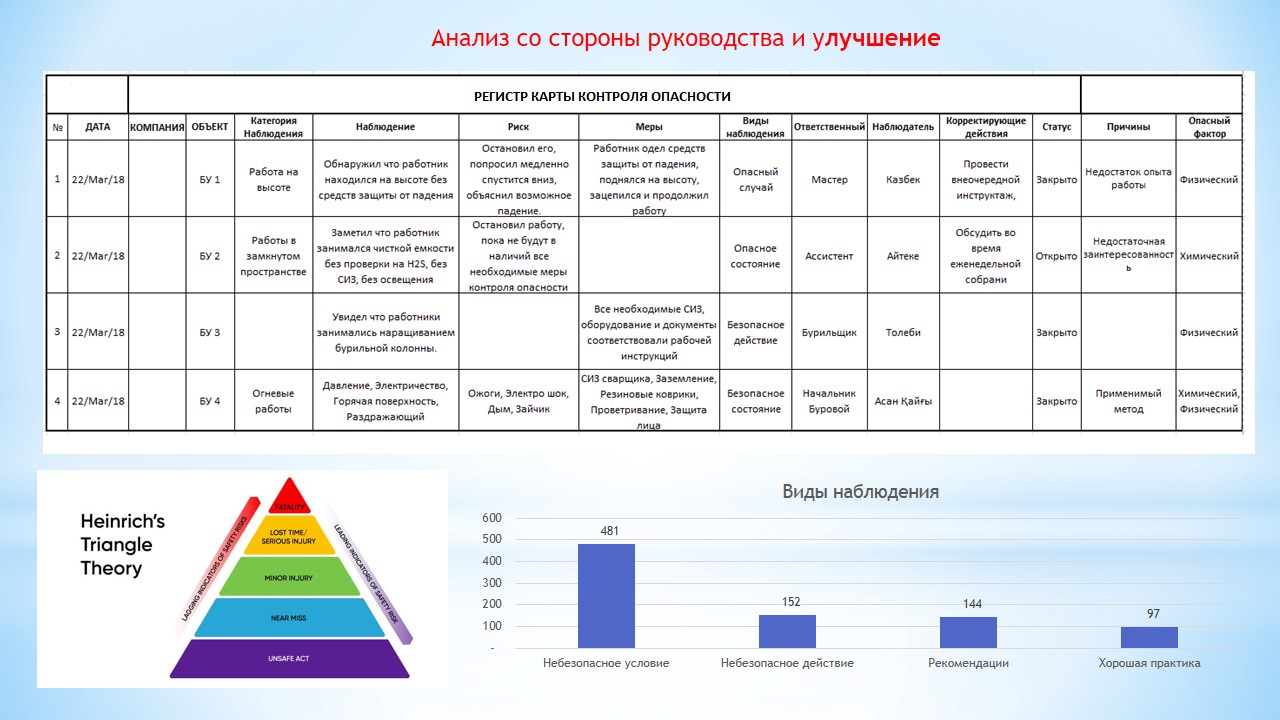 Анализ со стороны руководства и улучшение
РЕГИСТР КАРТЫ КОНТРОЛЯ ОПАСНОСТИ
№
ДАТА
КОМПАНИЯ
ОБЪЕКТ
Категория
Наблюдения
Наблюдение
Риск
Меры
Виды
наблюдения
Ответственный
Наблюдатель
Корректирующие
действия
Статус
Причины
Опасный
фактор
1
22/Mar/18
БУ 1
Работа на
высоте
Обнаружил что работник
находился на высоте без
средств защиты от падения
Остановил его,
попросил медленно
спустится вниз,
объяснил возможное
падение.
Работник одел средств
защиты от падения,
поднялся на высоту,
зацепился и продолжил
работу
Опасный
случай
Мастер
Казбек
Провести
внеочередной
инструктаж,
Закрыто
Недостаток опыта
работы
Физический
2
22/Mar/18
БУ 2
Работы в
замкнутом
пространстве
Заметил что работник
занимался чисткой емкости
без проверки на H2S, без
СИЗ, без освещения
Остановил работу,
пока не будут в
наличий все
необходимые меры
контроля опасности
Опасное
состояние
Ассистент
Айтеке
Обсудить во
время
еженедельной
собрани
Открыто
Недостаточная
заинтересованност
ь
Химический
3
22/Mar/18
БУ 3
Увидел что работники
занимались наращиванием
бурильной колонны.
Все необходимые СИЗ,
оборудование и документы
соответствовали рабочей
инструкций
Безопасное
действие
Бурильщик
Толеби
Закрыто
Физический
4
22/Mar/18
БУ 4
Огневые
работы
Давление, Электричество,
Горячая поверхность,
Раздражающий
Ожоги, Электро шок,
Дым, Зайчик
СИЗ сварщика, Заземление,
Резиновые коврики,
Проветривание, Защита
лица
Безопасное
состояние
Начальник
Буровой
Асан Қайғы
Закрыто
Применимый
метод
Химический,
Физический
Heinrich's
Triangle
Theory
LAGGING INDICATORS OF SAFETY RISKS
LEADING INDICATORS OF SAFETY RISK
FATALITY
LOST TIME/
SERIOUS INJURY
MINOR INJURY
NEAR MISS
UNSAFE ACT
Виды наблюдения
600
500
400
300
200
100
-
481
152
144
97
Небезопасное условие
Небезопасное действие
Рекомендации
Хорошая практика